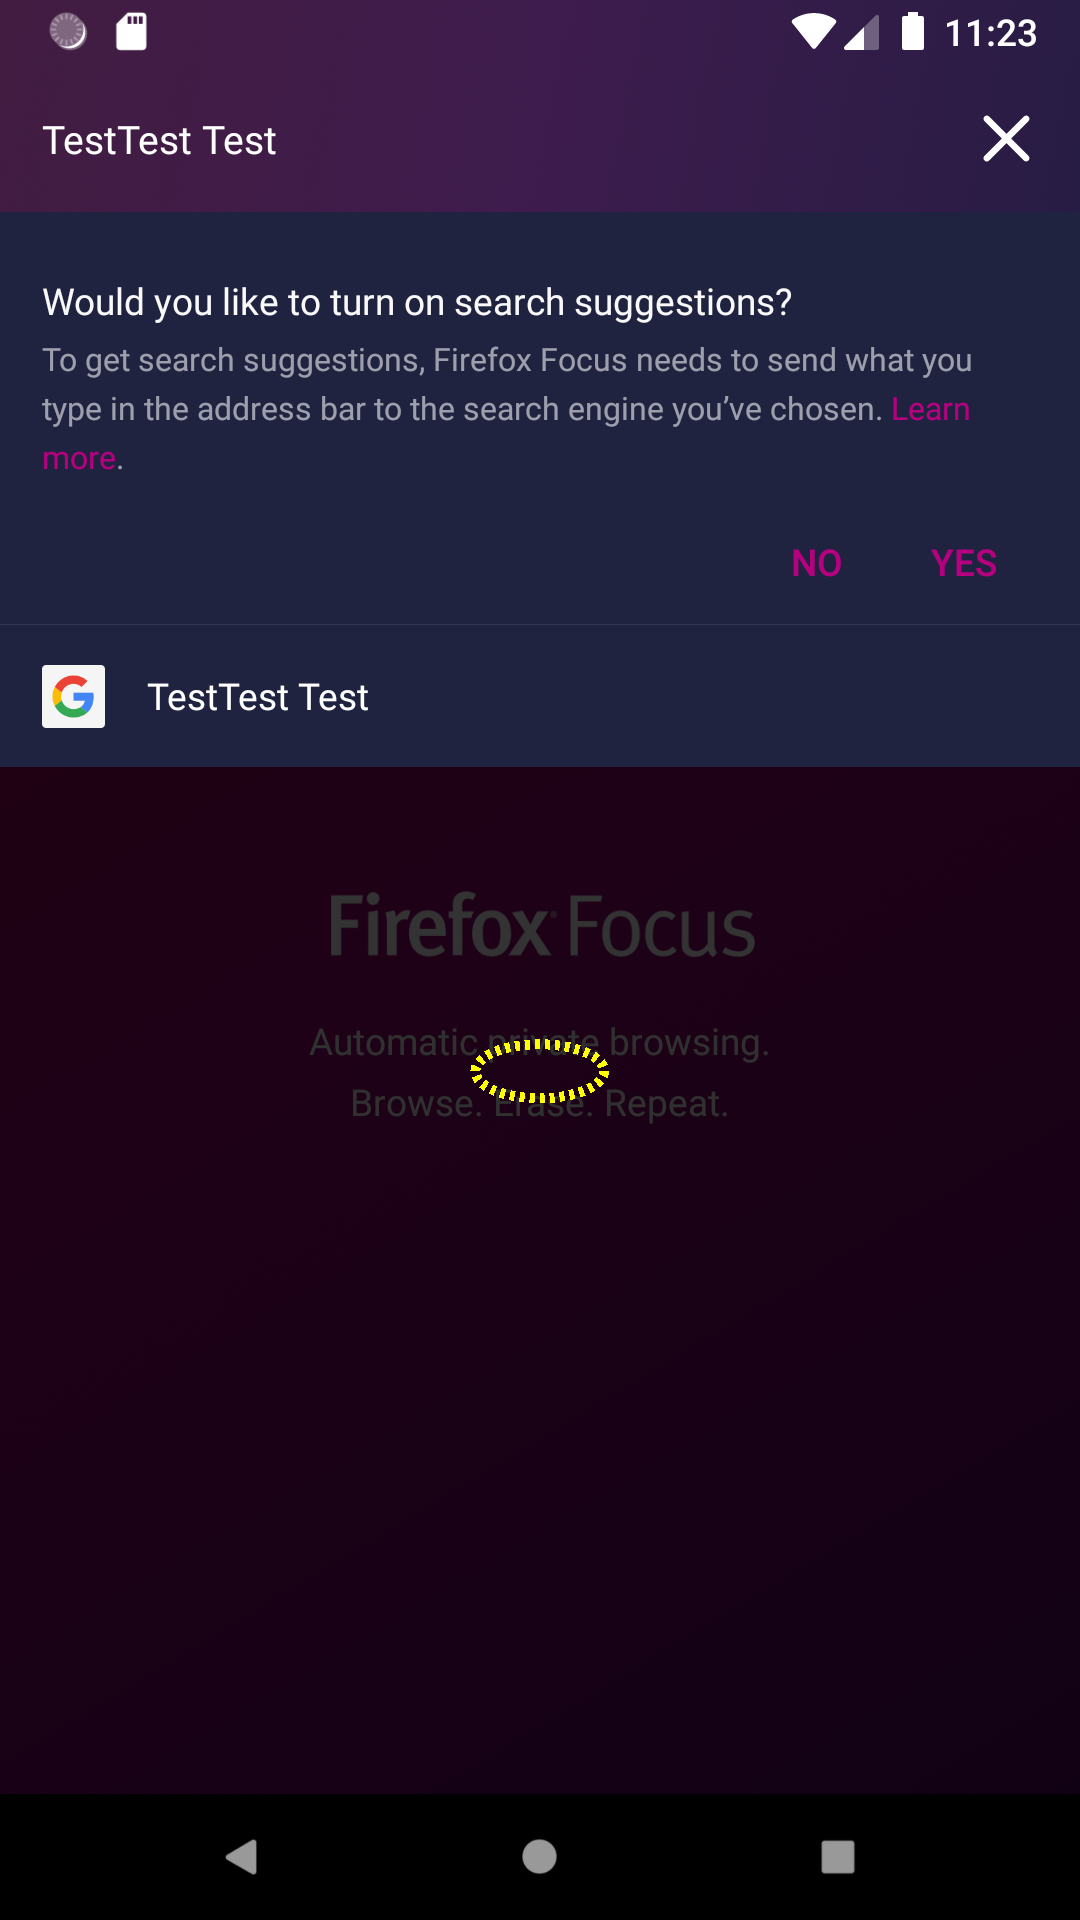 11:23
TestTest Test
Would you like to turn on search suggestions?
To get search suggestions, Firefox Focus needs to send what you
type in the address bar to the search engine you’ve chosen. Learn
more.
NO YES
TestTest Test
Firefox Focus
Automatic private browsing.
Browse. Erase. Repeat.